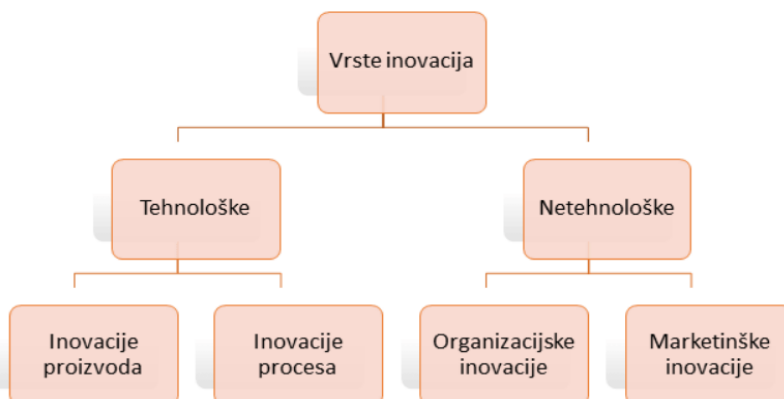 Vrste inovacija
Tehnološke
Netehnološke
Inovacije
proizvoda
Inovacije
procesa
Organizacijske
inovacije
Marketinške
inovacije